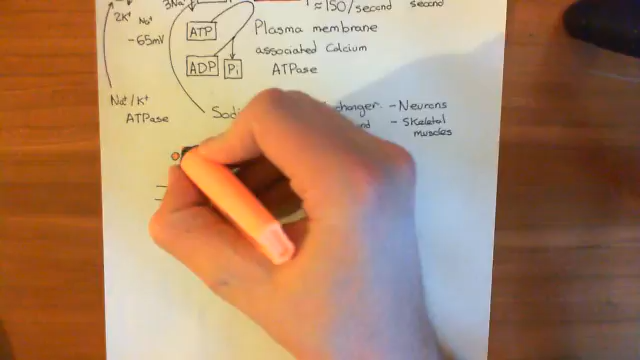 3Na⁺
≈150/second
second
2K⁺
Na⁺
-65mV
ATP
ADP
Pi
Plasma membrane
associated Calcium
ATPase
Na⁺/K⁺
ATPase
changer
- Neurons
- Skeletal
muscles